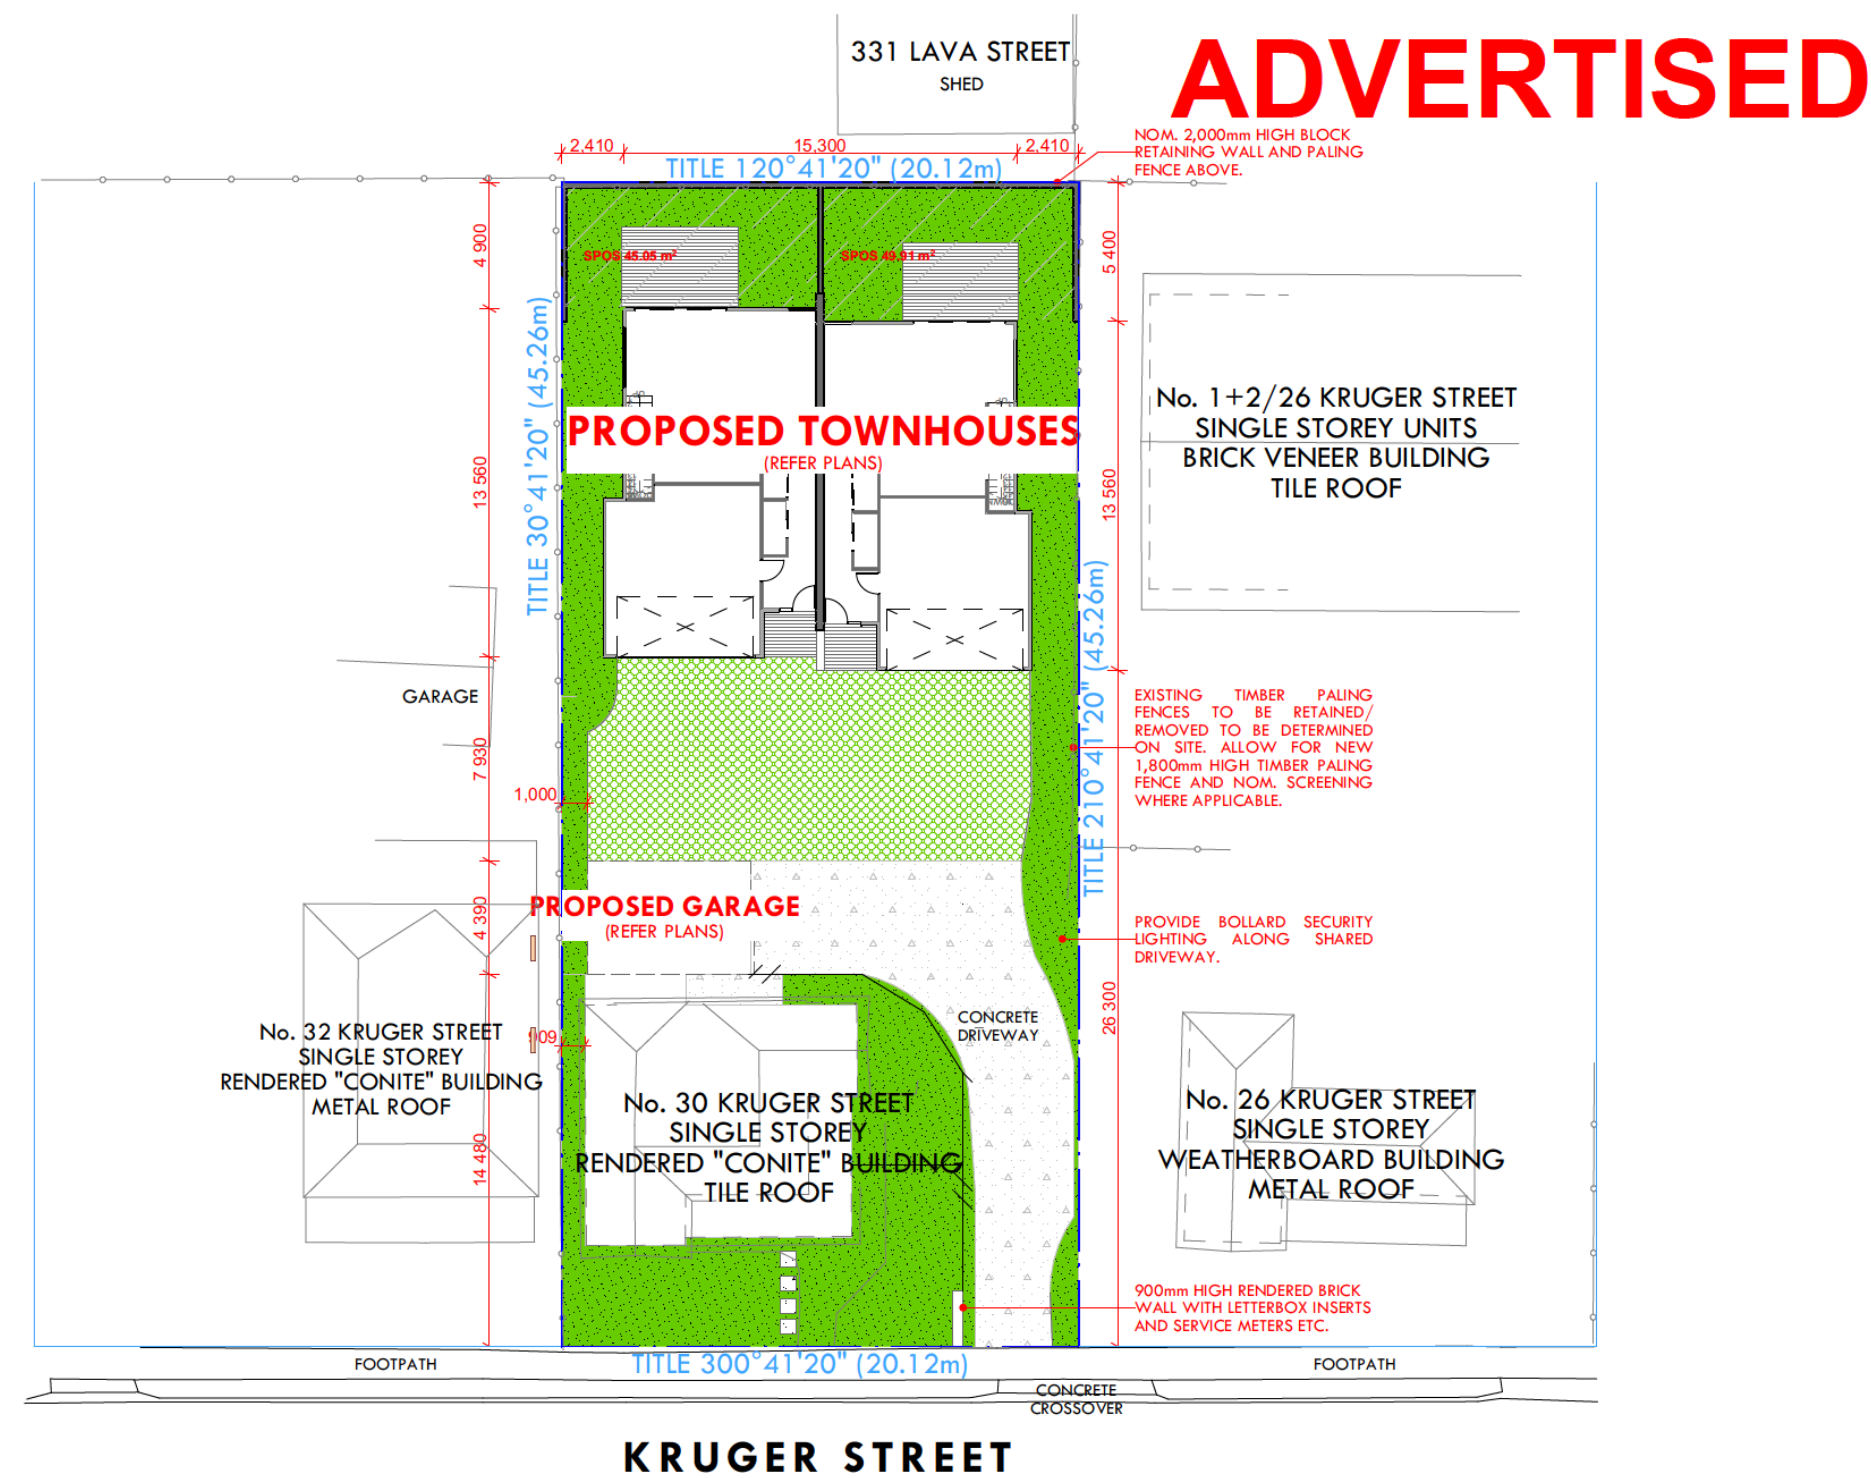 331 LAVA STREET
SHED
ADVERTISED
NOM. 2,000mm HIGH BLOCK
RETAINING WALL AND PALING
FENCE ABOVE.
2,410
15,300
2,410
TITLE 120°41'20" (20.12m)
4 900
5 400
SPOS 45.05 m²
SPOS 49.91 m²
TITLE 30°41'20" (45.26m)
No. 1+2/26 KRUGER STREET
SINGLE STOREY UNITS
BRICK VENEER BUILDING
TILE ROOF
PROPOSED TOWNHOUSES
(REFER PLANS)
13 560
13 560
TITLE 210°41'20" (45.26m)
GARAGE
7 930
EXISTING TIMBER PALING
FENCES TO BE RETAINED/
REMOVED TO BE DETERMINED
ON SITE. ALLOW FOR NEW
1,800mm HIGH TIMBER PALING
FENCE AND NOM. SCREENING
WHERE APPLICABLE.
1,000
PROPOSED GARAGE
(REFER PLANS)
4 390
PROVIDE BOLLARD SECURITY
LIGHTING ALONG SHARED
DRIVEWAY.
26 300
CONCRETE
DRIVEWAY
909
No. 32 KRUGER STREET
SINGLE STOREY
RENDERED "CONITE" BUILDING
METAL ROOF
No. 30 KRUGER STREET
SINGLE STOREY
RENDERED "CONITE" BUILDING
TILE ROOF
No. 26 KRUGER STREET
SINGLE STOREY
WEATHERBOARD BUILDING
METAL ROOF
14 480
900mm HIGH RENDERED BRICK
WALL WITH LETTERBOX INSERTS
AND SERVICE METERS ETC.
TITLE 300°41'20" (20.12m)
FOOTPATH
FOOTPATH
CONCRETE
CROSSOVER
KRUGER STREET